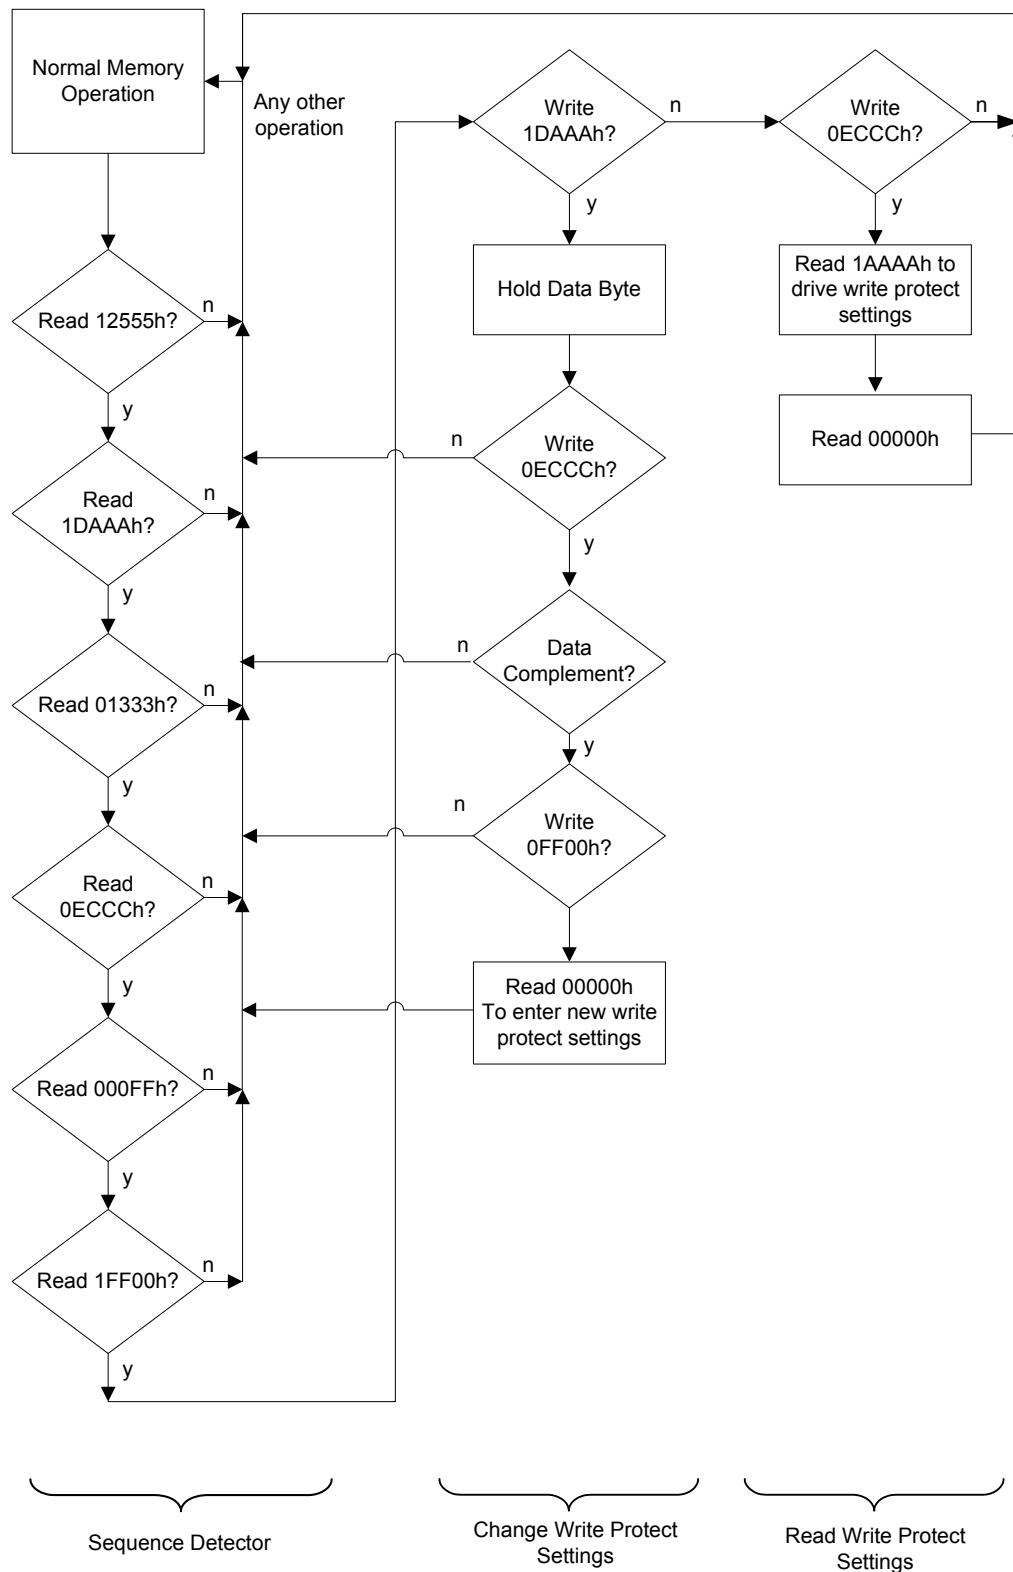 Normal Memory
Operation
Any other
operation
Read 12555h?
n
y
Read
1DAAAh?
n
y
Read 01333h?
n
y
Read
0ECCCh?
n
y
Read 000FFh?
n
y
Read 1FF00h?
n
y
Write
1DAAAh?
n
y
Hold Data Byte
Write
0ECCCh?
n
y
Data
Complement?
n
y
Write
0FF00h?
n
y
Read 00000h
To enter new write
protect settings
Write
0ECCCh?
n
y
Read 1AAAAh to
drive write protect
settings
Read 00000h
Sequence Detector
Change Write Protect
Settings
Read Write Protect
Settings